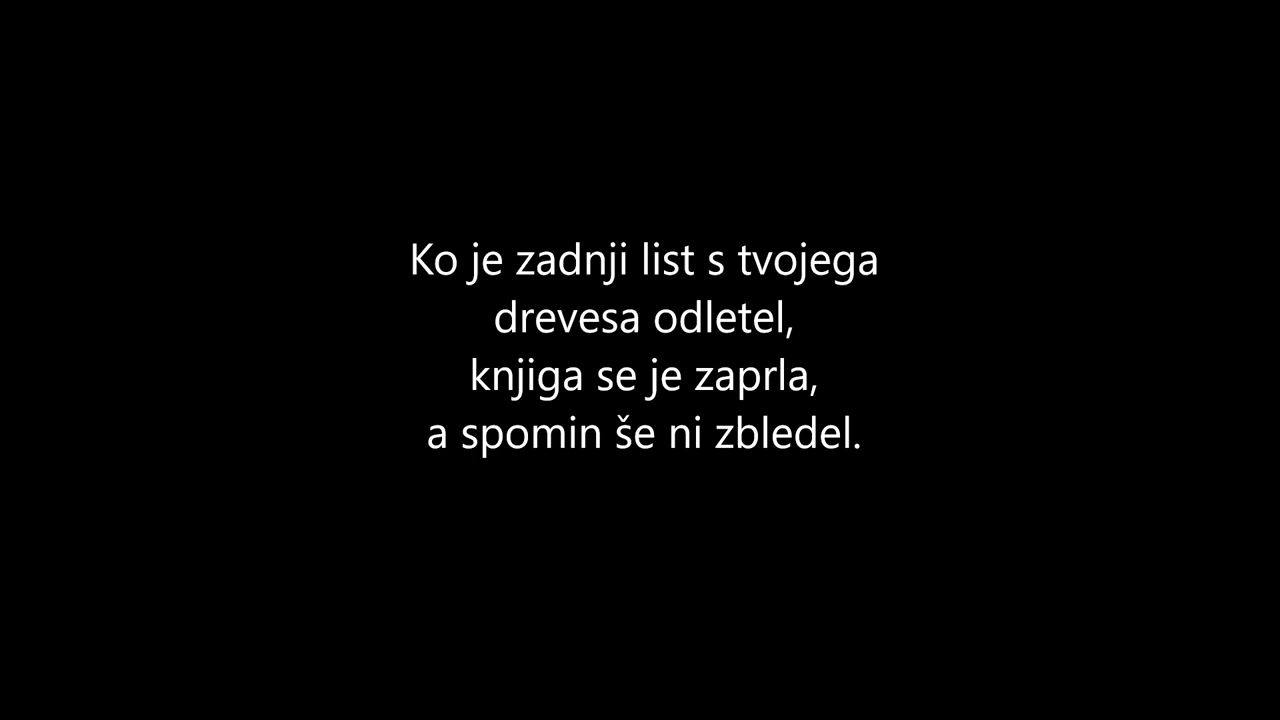 Ko je zadnji list s tvojega
drevesa odletel,
knjiga se je zaprla,
a spomin še ni zbledel.